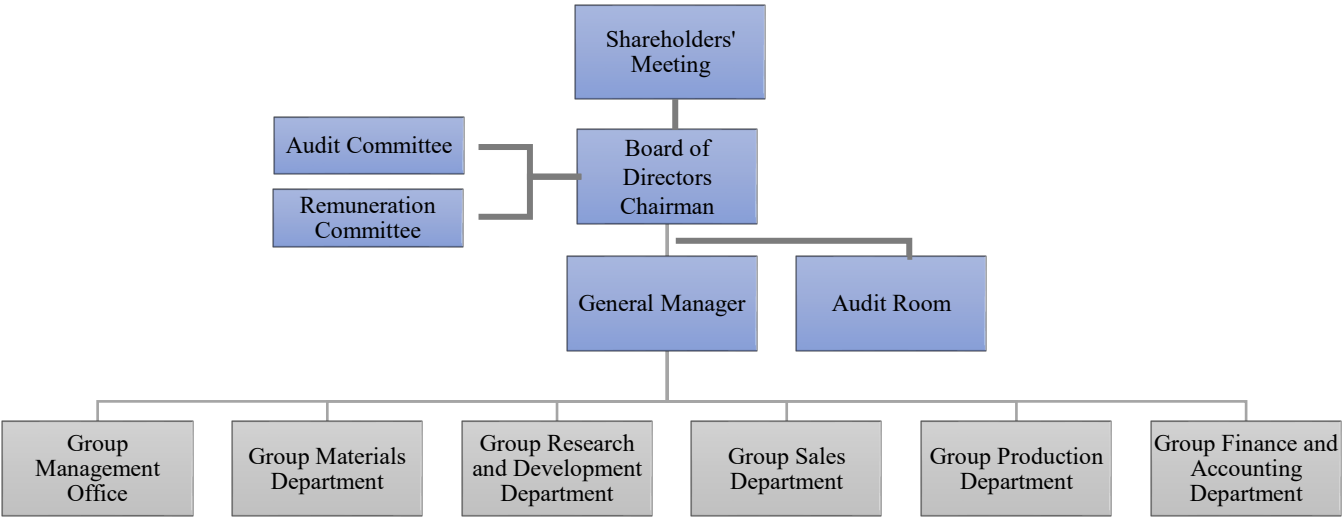 Shareholders'
Meeting
Audit Committee
Remuneration
Committee
Board of
Directors
Chairman
General Manager
Audit Room
Group
Management
Office
Group Materials
Department
Group Research
and Development
Department
Group Sales
Department
Group Production
Department
Group Finance and
Accounting
Department